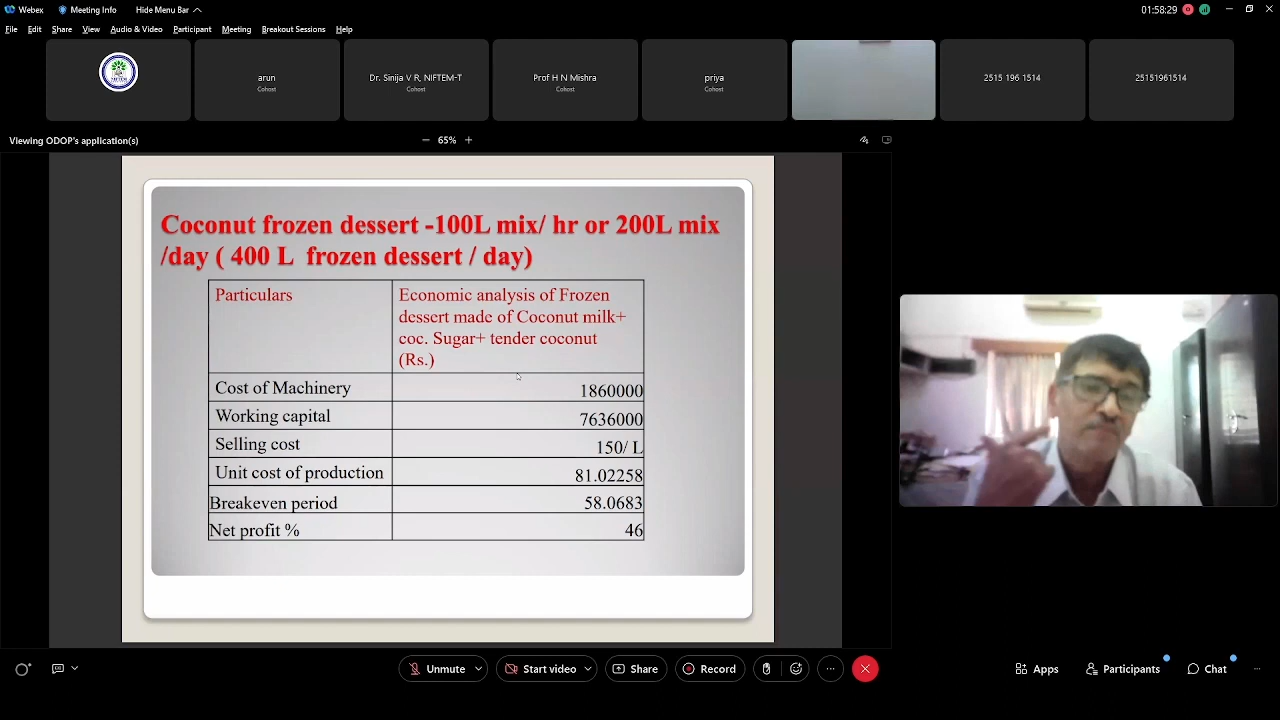 Webex
Meeting Info
Hide Menu Bar
01:58:29
File Edit Share View Audio & Video Participant Meeting Breakout Sessions Help
arun
Cohost
Dr. Sinija V R, NIFTEM-T
Cohost
Prof H N Mishra
Cohost
priya
Cohost
2515 196 1514
25151961514
Viewing ODOP's application(s)
65%
Coconut frozen dessert -100L mix/ hr or 200L mix
/day ( 400 L frozen dessert / day)
Particulars
Economic analysis of Frozen
dessert made of Coconut milk+
coc. Sugar+ tender coconut
(Rs.)
Cost of Machinery 1860000
Working capital 7636000
Selling cost 150/ L
Unit cost of production 81.02258
Breakeven period 58.0683
Net profit % 46
Unmute
Start video
Share
Record
Apps
Participants
Chat